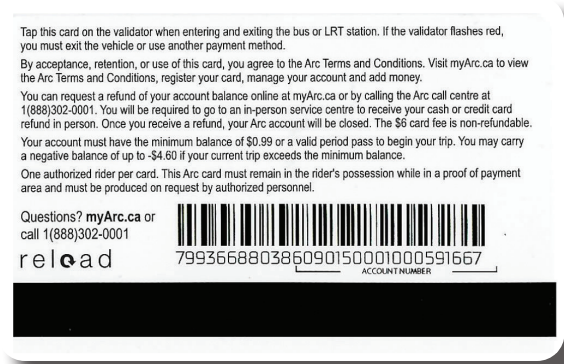 Tap this card on the validator when entering and exiting the bus or LRT station. If the validator flashes red,
you must exit the vehicle or use another payment method.
By acceptance, retention, or use of this card, you agree to the Arc Terms and Conditions. Visit myArc.ca to view
the Arc Terms and Conditions, register your card, manage your account and add money.
You can request a refund of your account balance online at myArc.ca or by calling the Arc call centre at
1(888)302-0001. You will be required to go to an in-person service centre to receive your cash or credit card
refund in person. Once you receive a refund, your Arc account will be closed. The $6 card fee is non-refundable.
Your account must have the minimum balance of $0.99 or a valid period pass to begin your trip. You may carry
a negative balance of up to -$4.60 if your current trip exceeds the minimum balance.
One authorized rider per card. This Arc card must remain in the rider's possession while in a proof of payment
area and must be produced on request by authorized personnel.
Questions? myArc.ca or
call 1(888)302-0001
reload
799366880386090150001000591667
ACCOUNT NUMBER